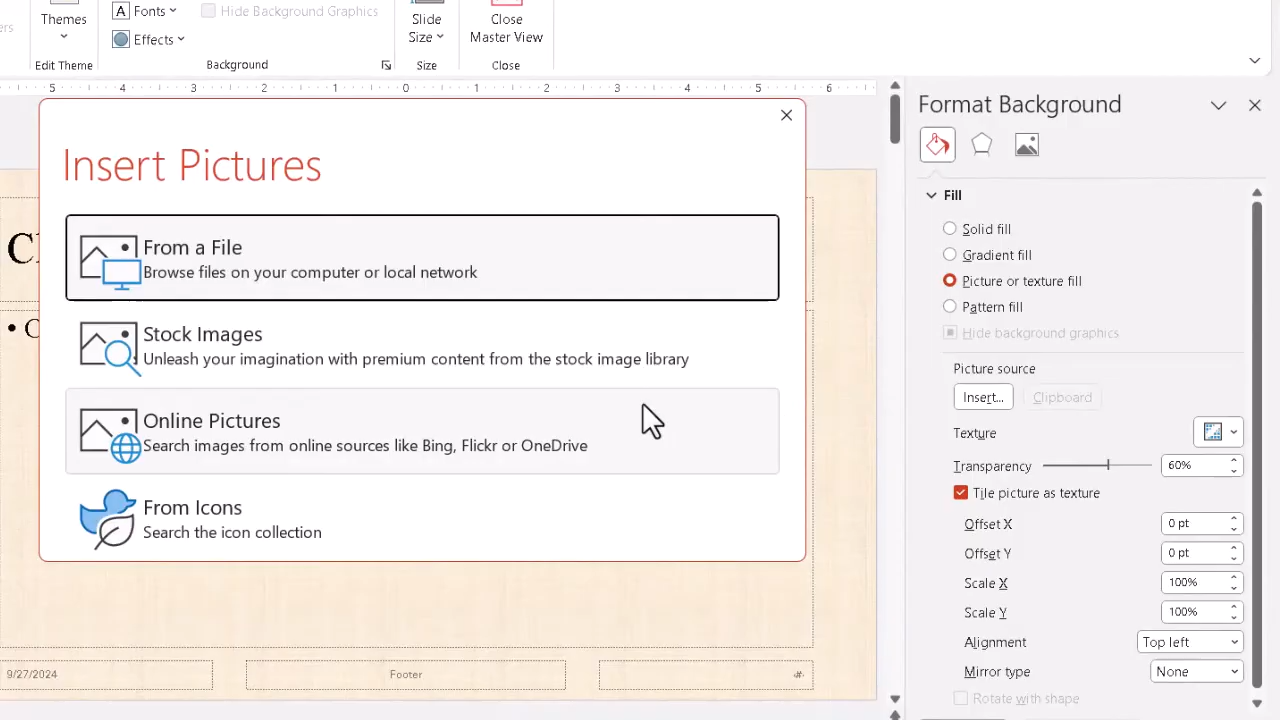 Themes
Fonts
Hide Background Graphics
Effects
Slide
Size
Close
Master View
Edit Theme
Background
Size
Close
5 4 3 2 1 0 1 2 3 4 5 6
Format Background
Insert Pictures
From a File
Browse files on your computer or local network
Stock Images
Unleash your imagination with premium content from the stock image library
Online Pictures
Search images from online sources like Bing, Flickr or OneDrive
From Icons
Search the icon collection
9/27/2024
Footer
‹#›
Fill
Solid fill
Gradient fill
Picture or texture fill
Pattern fill
Hide background graphics
Picture source
Insert...
Clipboard
Texture
Transparency 60%
Tile picture as texture
Offset X 0 pt
Offset Y 0 pt
Scale X 100%
Scale Y 100%
Alignment Top left
Mirror type None
Rotate with shape